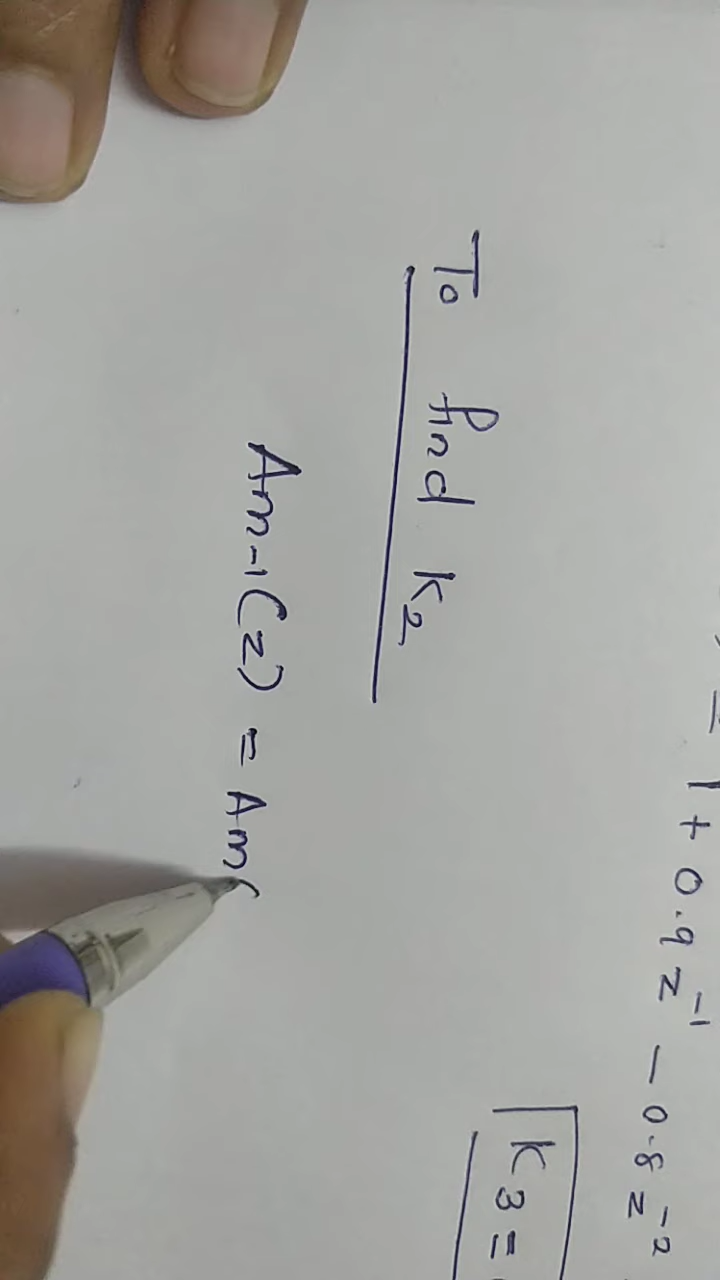 = 1 + 0.9 z⁻¹ - 0.8 z⁻²
K₃ =
To find K₂
Am-1(z) = Am(